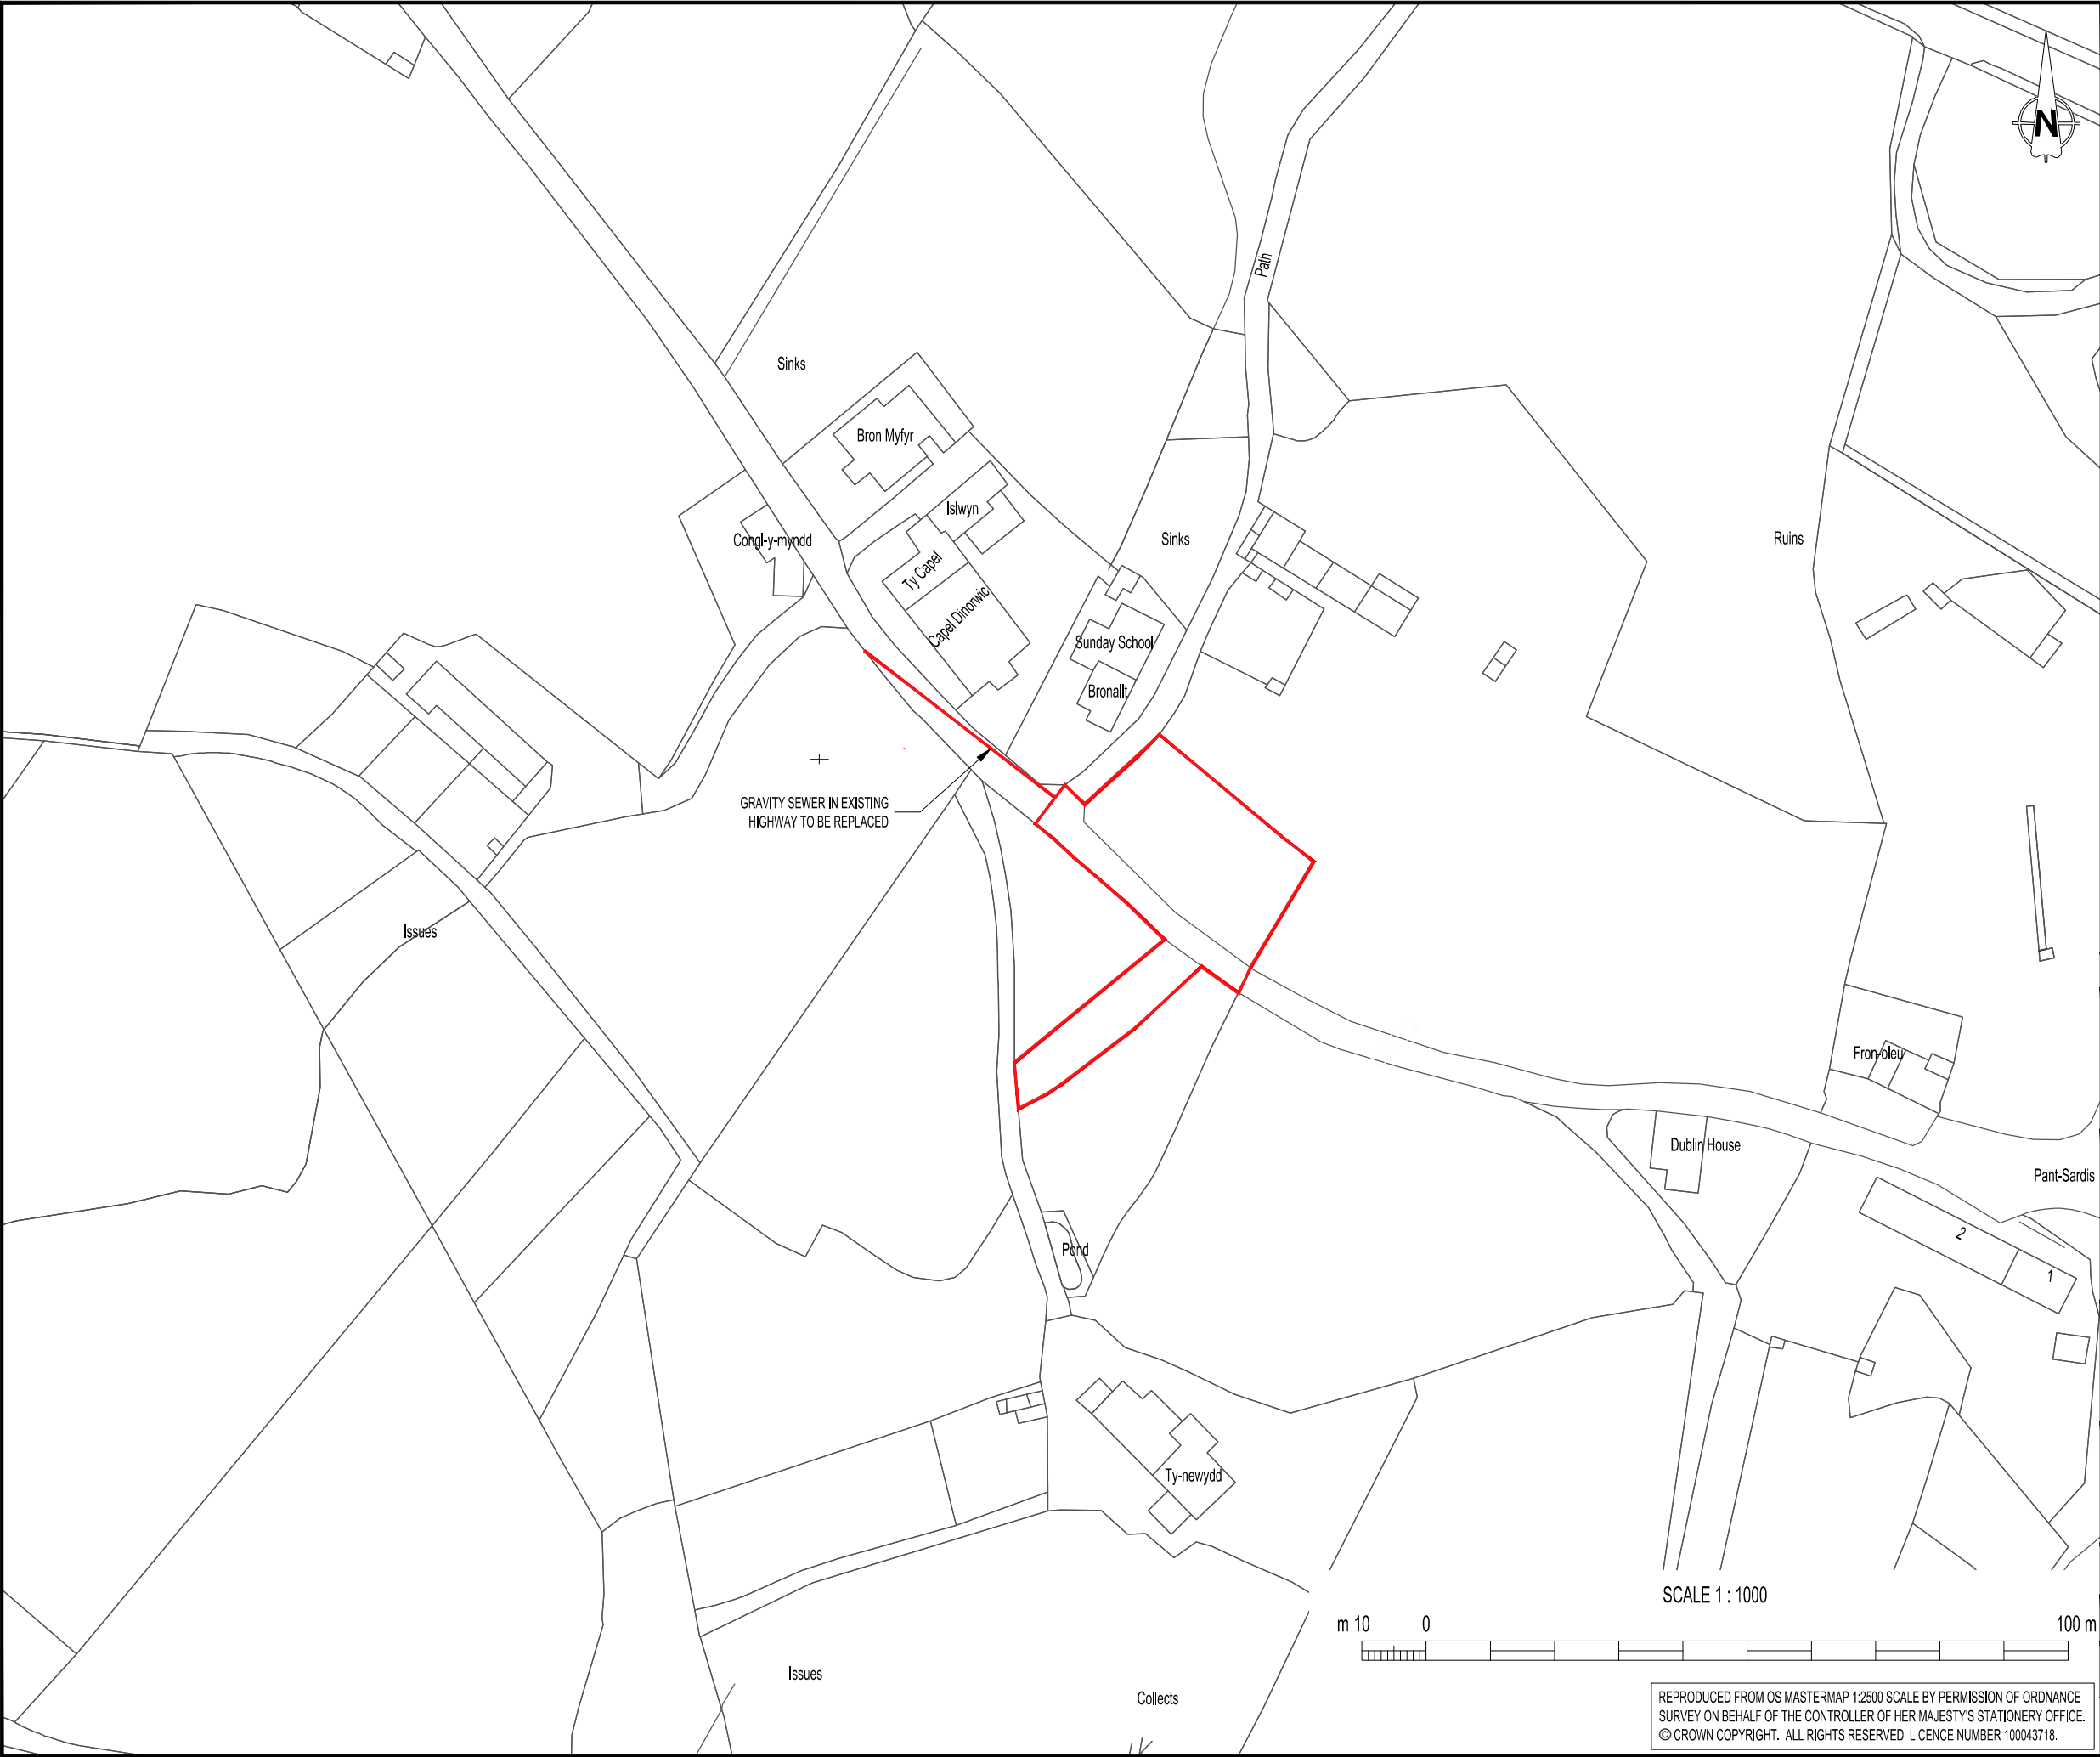 N
Path
Sinks
Bron Myfyr
Islwyn
Congl-y-myndd
Sinks
Ruins
Ty Capel
Capel Dinorwic
Sunday School
Bronallt
GRAVITY SEWER IN EXISTING
HIGHWAY TO BE REPLACED
Issues
Fron-oleu
Dublin House
Pant-Sardis
2
1
Pond
Ty-newydd
SCALE 1 : 1000
m 10 0 100 m
Issues
Collects
REPRODUCED FROM OS MASTERMAP 1:2500 SCALE BY PERMISSION OF ORDNANCE
SURVEY ON BEHALF OF THE CONTROLLER OF HER MAJESTY'S STATIONERY OFFICE.
© CROWN COPYRIGHT. ALL RIGHTS RESERVED. LICENCE NUMBER 100043718.